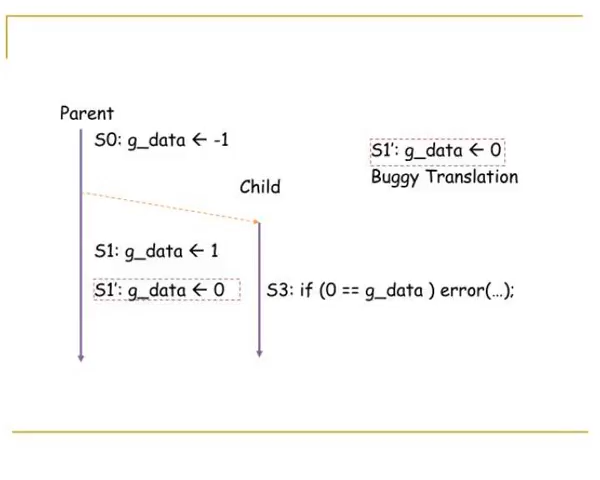 Parent
S0: g_data ← -1
S1': g_data ← 0
Buggy Translation
Child
S1: g_data ← 1
S1': g_data ← 0
S3: if (0 == g_data ) error(…);